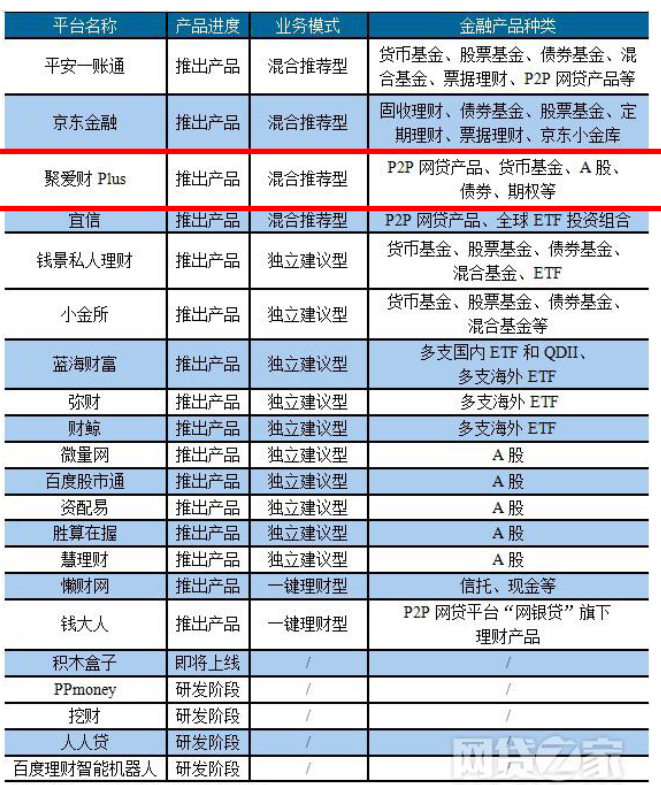 平台名称 产品进度 业务模式 金融产品种类
平安一账通 推出产品 混合推荐型 货币基金、股票基金、债券基金、混
合基金、票据理财、P2P 网贷产品等
京东金融 推出产品 混合推荐型 固收理财、债券基金、股票基金、定
期理财、票据理财、京东小金库
聚爱财 Plus 推出产品 混合推荐型 P2P 网贷产品、货币基金、A 股、
债券、期权等
宜信 推出产品 混合推荐型 P2P 网贷产品、全球 ETF 投资组合
钱景私人理财 推出产品 独立建议型 货币基金、股票基金、债券基金、
混合基金、ETF
小金所 推出产品 独立建议型 货币基金、股票基金、债券基金、
混合基金等
蓝海财富 推出产品 独立建议型 多支国内 ETF 和 QDII、
多支海外 ETF
弥财 推出产品 独立建议型 多支海外 ETF
财鲸 推出产品 独立建议型 多支海外 ETF
微量网 推出产品 独立建议型 A 股
百度股市通 推出产品 独立建议型 A 股
资配易 推出产品 独立建议型 A 股
胜算在握 推出产品 独立建议型 A 股
慧理财 推出产品 独立建议型 A 股
懒财网 推出产品 一键理财型 信托、现金等
钱大人 推出产品 一键理财型 P2P 网贷平台“网银贷”旗下
理财产品
积木盒子 即将上线 / /
PPmoney 研发阶段 / /
挖财 研发阶段 / /
人人贷 研发阶段 / /
百度理财智能机器人 研发阶段 / /
网贷之家